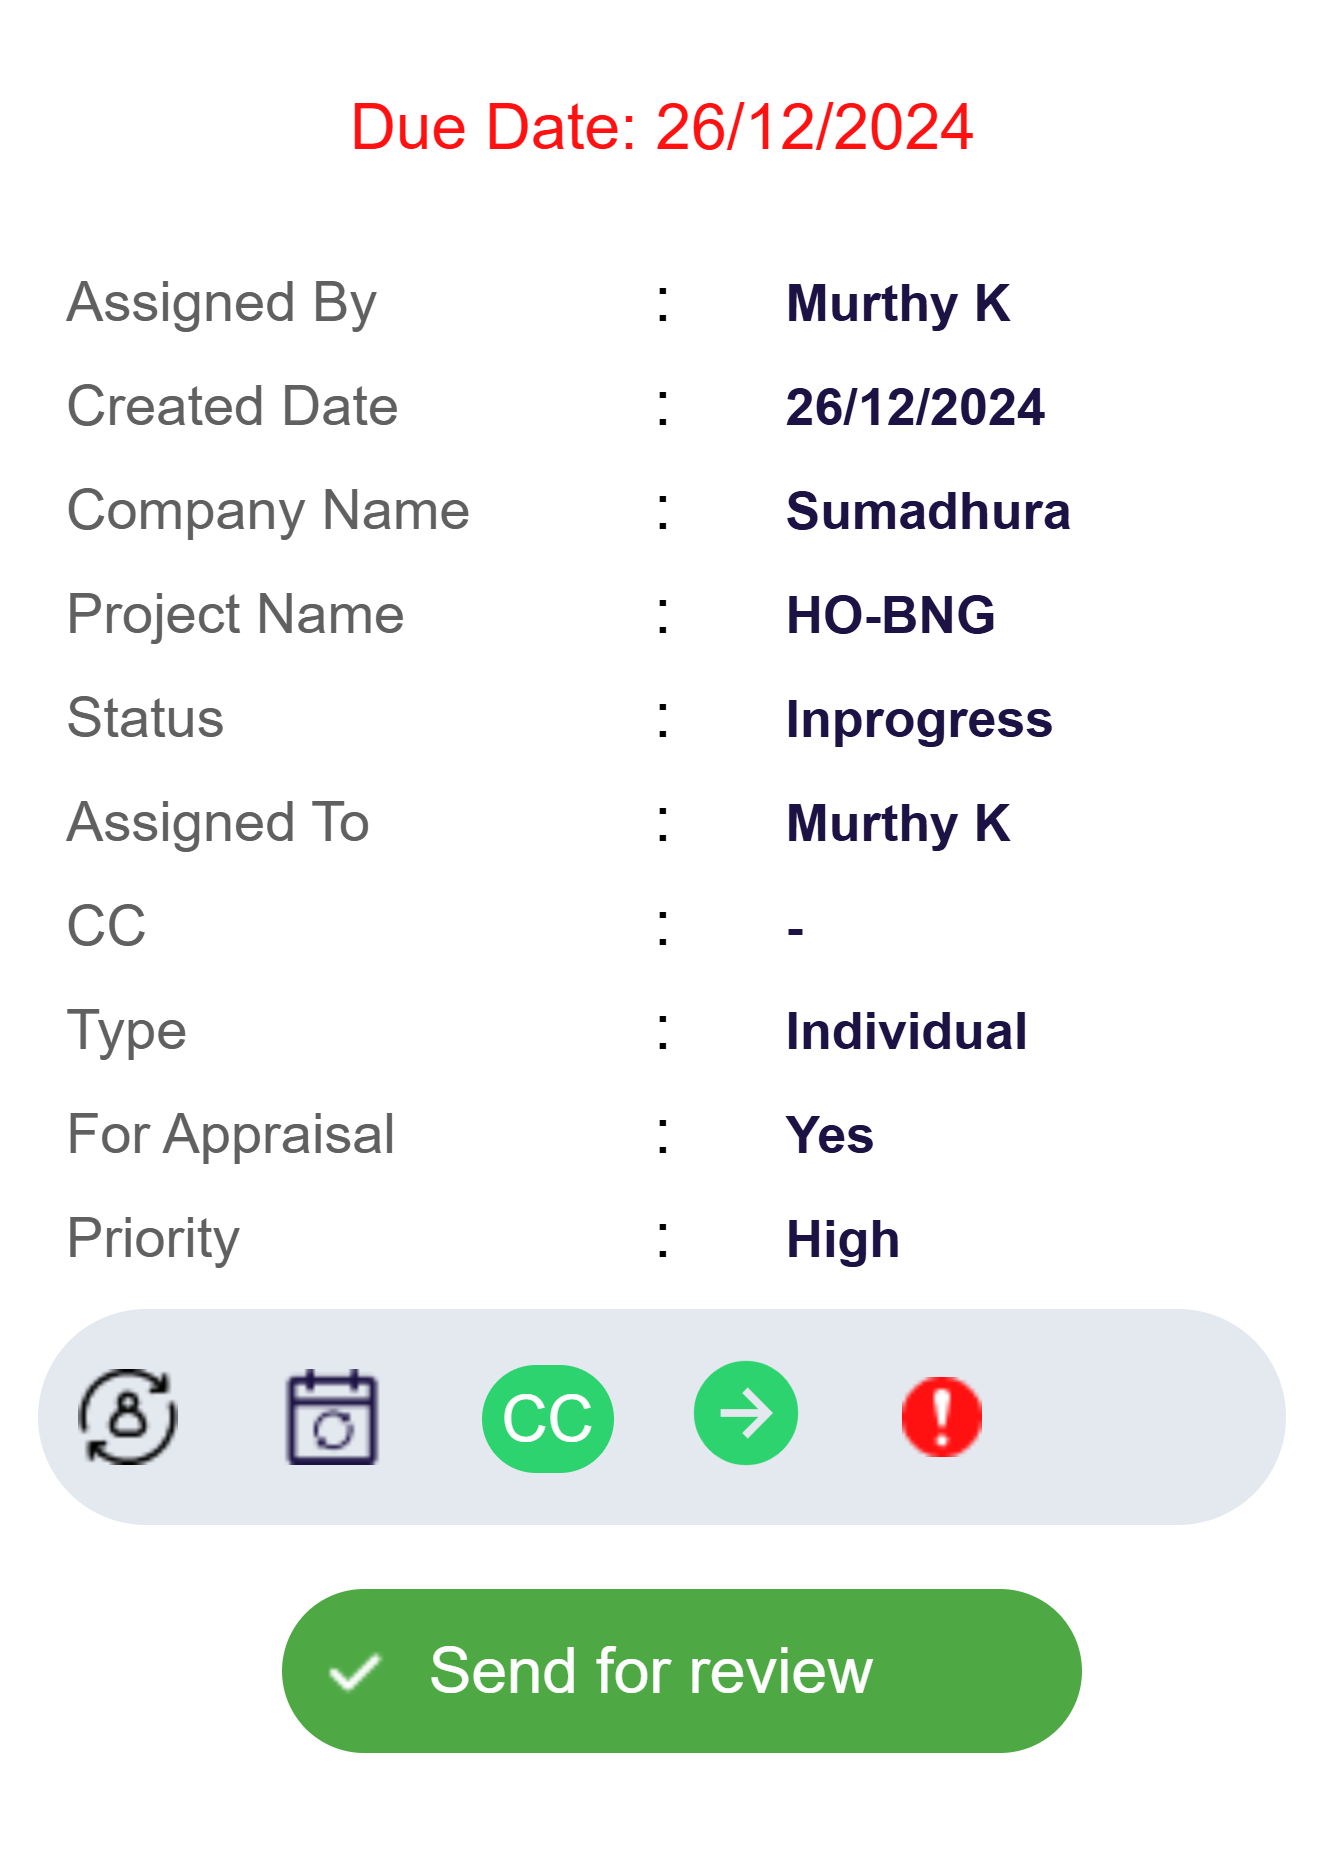 Due Date: 26/12/2024
Assigned By : Murthy K
Created Date : 26/12/2024
Company Name : Sumadhura
Project Name : HO-BNG
Status : Inprogress
Assigned To : Murthy K
CC : -
Type : Individual
For Appraisal : Yes
Priority : High
CC
Send for review